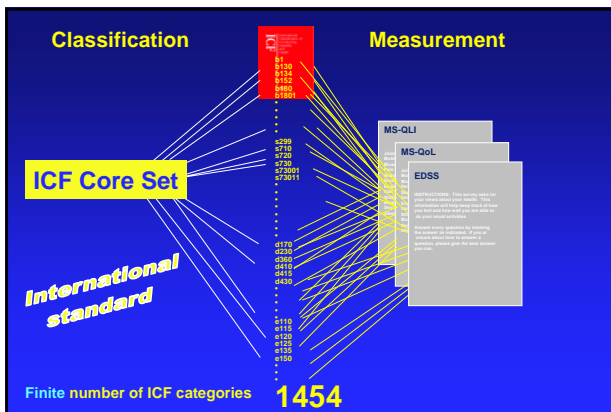 Classification
Measurement
b1
b130
b134
b152
b180
b1801
s299
s710
s720
s730
s73001
s73011
d170
d230
d360
d410
d415
d430
e110
e115
e120
e125
e135
e150
ICF Core Set
International
standard
MS-QLI
MS-QoL
EDSS
INSTRUCTIONS: This survey asks for
your views about your health. This
information will help keep track of how
you feel and how well you are able to
do your usual activities.
Answer every question by marking
the answer as indicated. If you are
unsure about how to answer a
question, please give the best answer
you can.
Finite number of ICF categories
1454